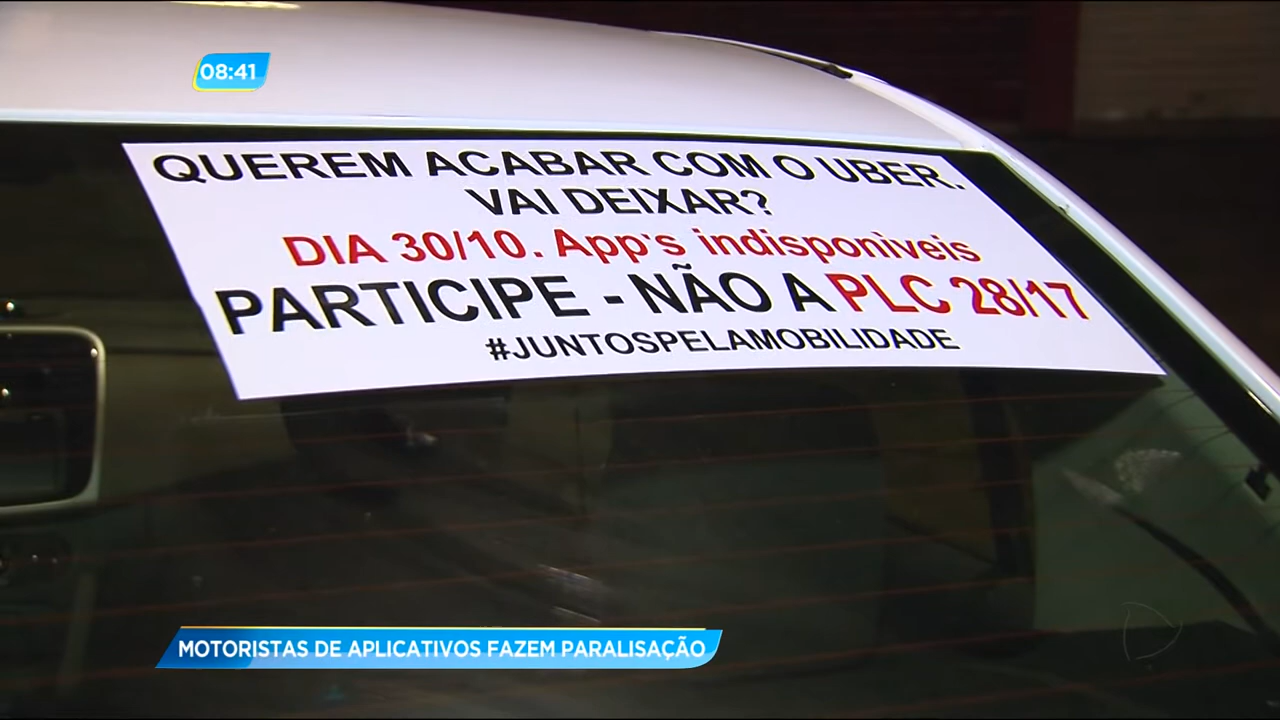 08:41
QUEREM ACABAR COM O UBER.
VAI DEIXAR?
DIA 30/10. App's indisponiveis
PARTICIPE - NÃO A PLC 28/17
#JUNTOSPELAMOBILIDADE
MOTORISTAS DE APLICATIVOS FAZEM PARALISAÇÃO